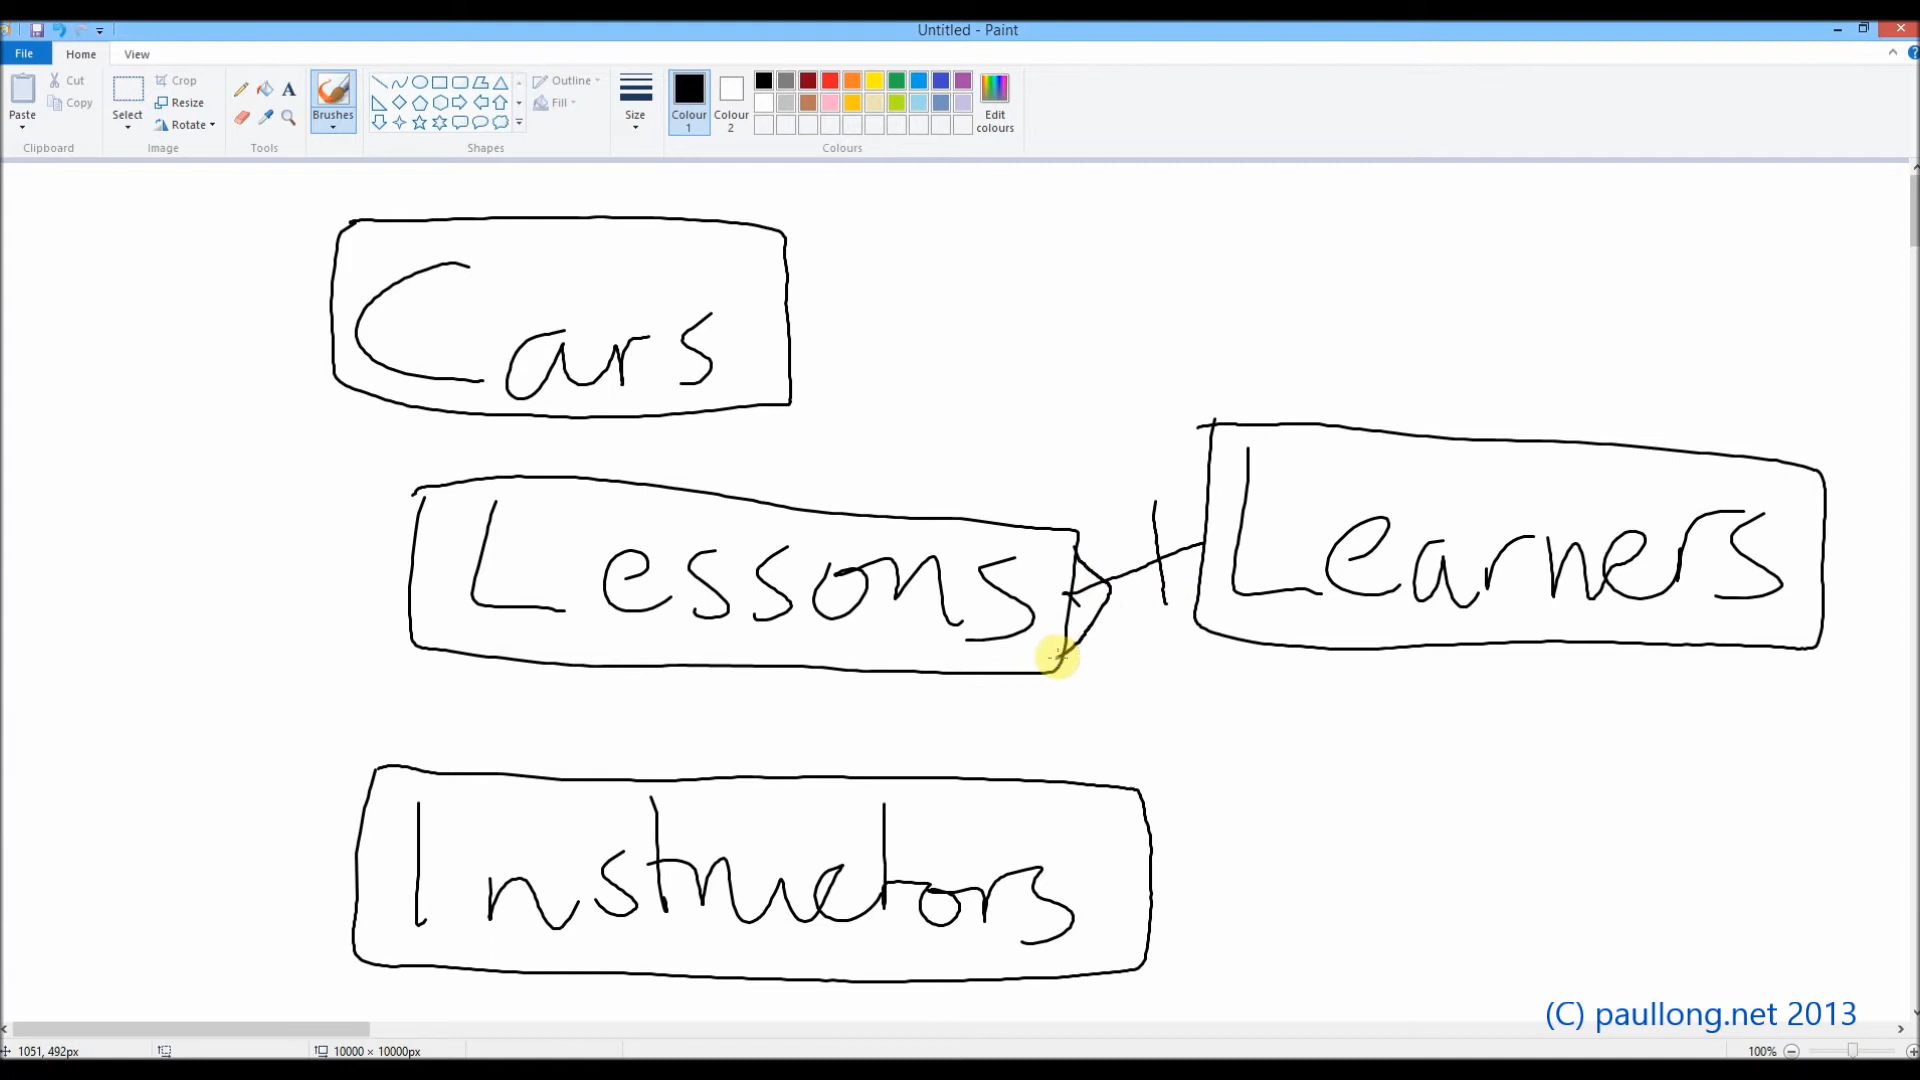 Untitled - Paint
File Home View
Paste
Cut
Copy
Clipboard
Select
Crop
Resize
Rotate
Image
Tools
Brushes
Outline
Fill
Shapes
Size
Colour 1
Colour 2
Edit colours
Colours
Cars
Lessons
Learners
Instructors
(C) paullong.net 2013
1051, 492px
10000 × 10000px
100%